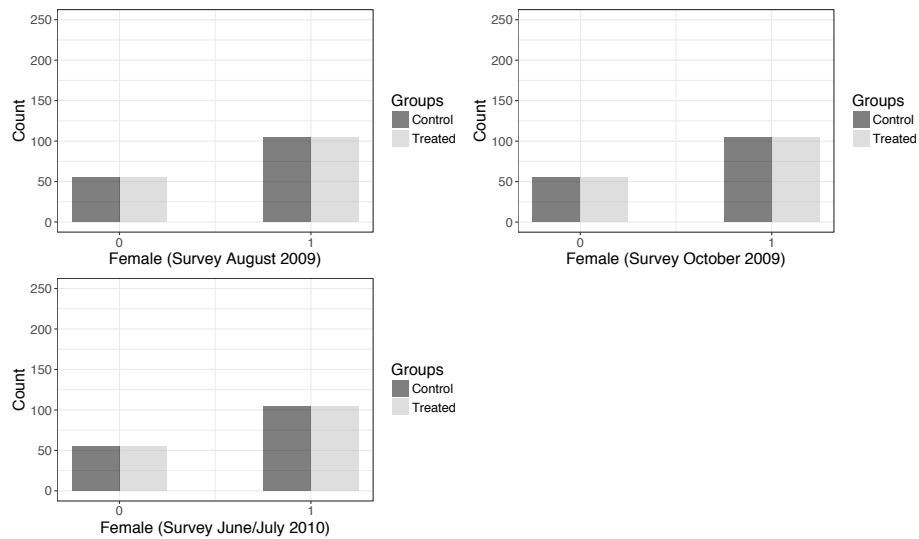 250
200
150
100
50
0
Count
0 1
Female (Survey August 2009)
Groups
Control
Treated
250
200
150
100
50
0
Count
0 1
Female (Survey October 2009)
Groups
Control
Treated
250
200
150
100
50
0
Count
0 1
Female (Survey June/July 2010)
Groups
Control
Treated